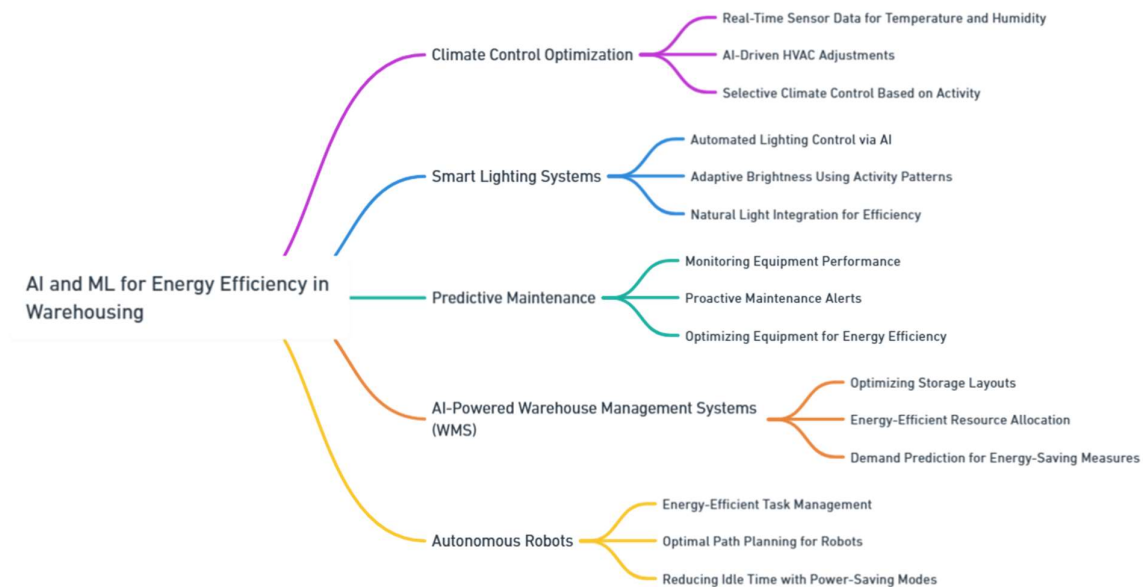 AI and ML for Energy Efficiency in
Warehousing
Climate Control Optimization
Real-Time Sensor Data for Temperature and Humidity
AI-Driven HVAC Adjustments
Selective Climate Control Based on Activity
Smart Lighting Systems
Automated Lighting Control via AI
Adaptive Brightness Using Activity Patterns
Natural Light Integration for Efficiency
Predictive Maintenance
Monitoring Equipment Performance
Proactive Maintenance Alerts
Optimizing Equipment for Energy Efficiency
AI-Powered Warehouse Management Systems
(WMS)
Optimizing Storage Layouts
Energy-Efficient Resource Allocation
Demand Prediction for Energy-Saving Measures
Autonomous Robots
Energy-Efficient Task Management
Optimal Path Planning for Robots
Reducing Idle Time with Power-Saving Modes